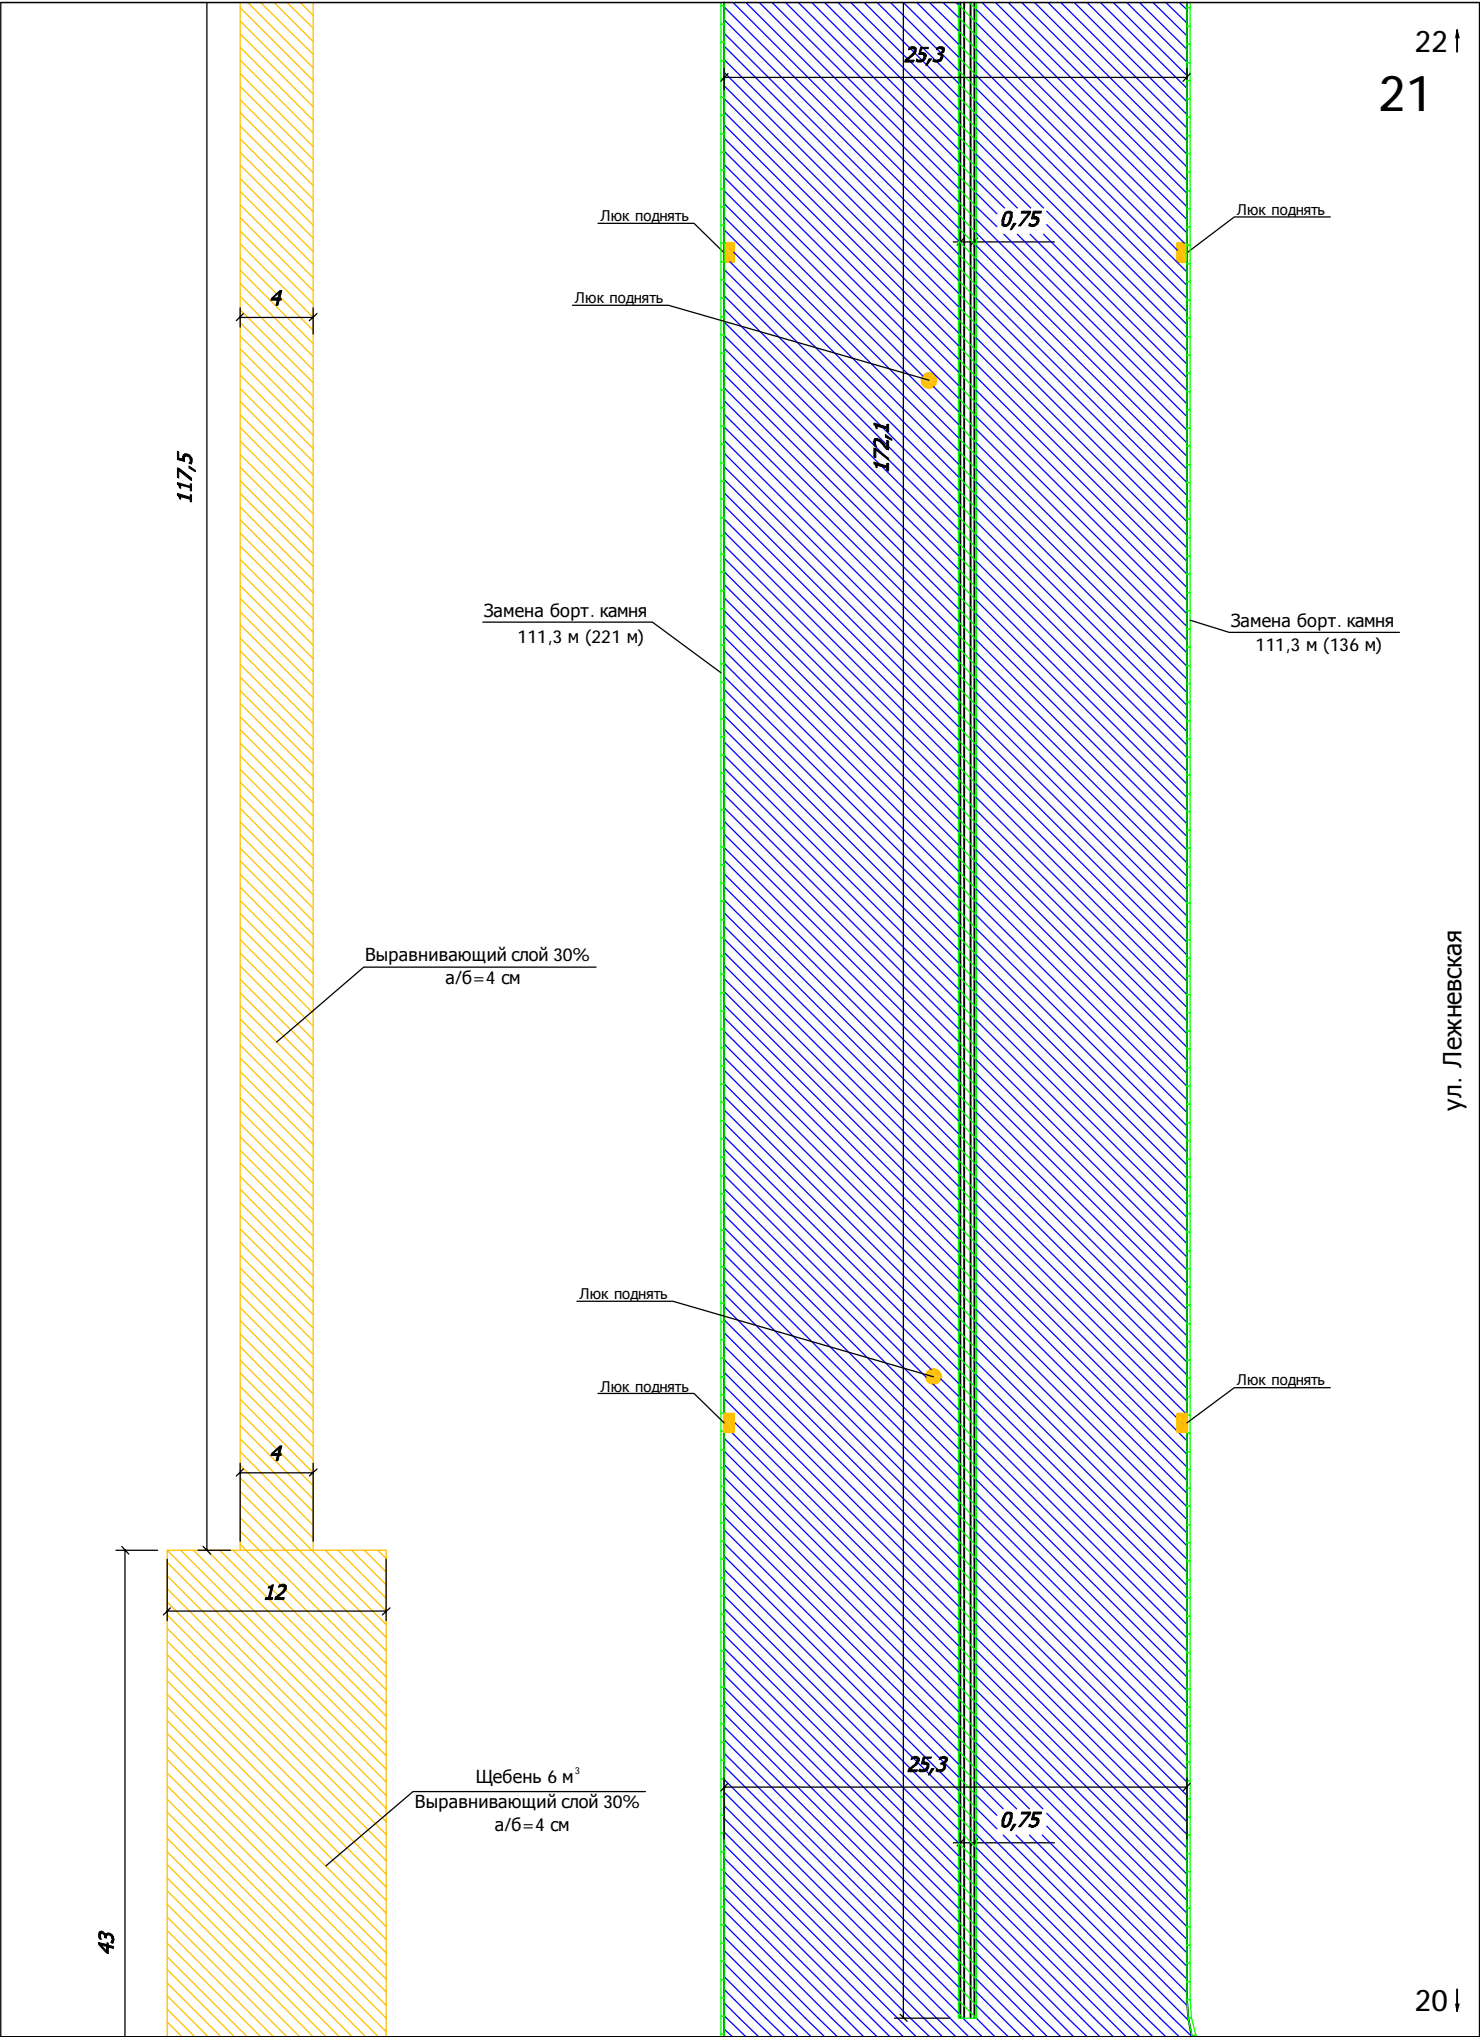 22
21
25,3
Люк поднять
0,75
Люк поднять
4
Люк поднять
172,1
117,5
Замена борт. камня
111,3 м (221 м)
Замена борт. камня
111,3 м (136 м)
Выравнивающий слой 30%
а/б=4 см
ул. Лежневская
Люк поднять
Люк поднять
Люк поднять
4
12
25,3
Щебень 6 м³
Выравнивающий слой 30%
а/б=4 см
0,75
43
20